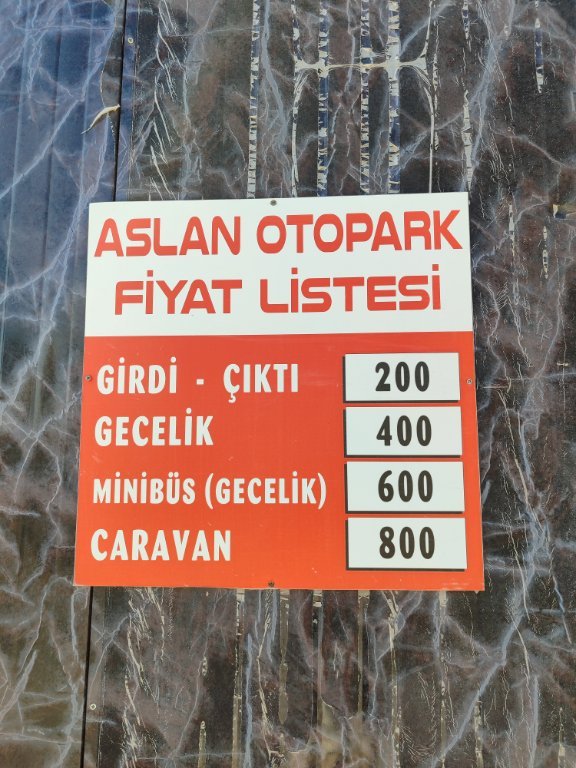 ASLAN OTOPARK
FİYAT LİSTESİ
GİRDİ - ÇIKTI 200
GECELİK 400
MİNİBÜS (GECELİK) 600
CARAVAN 800